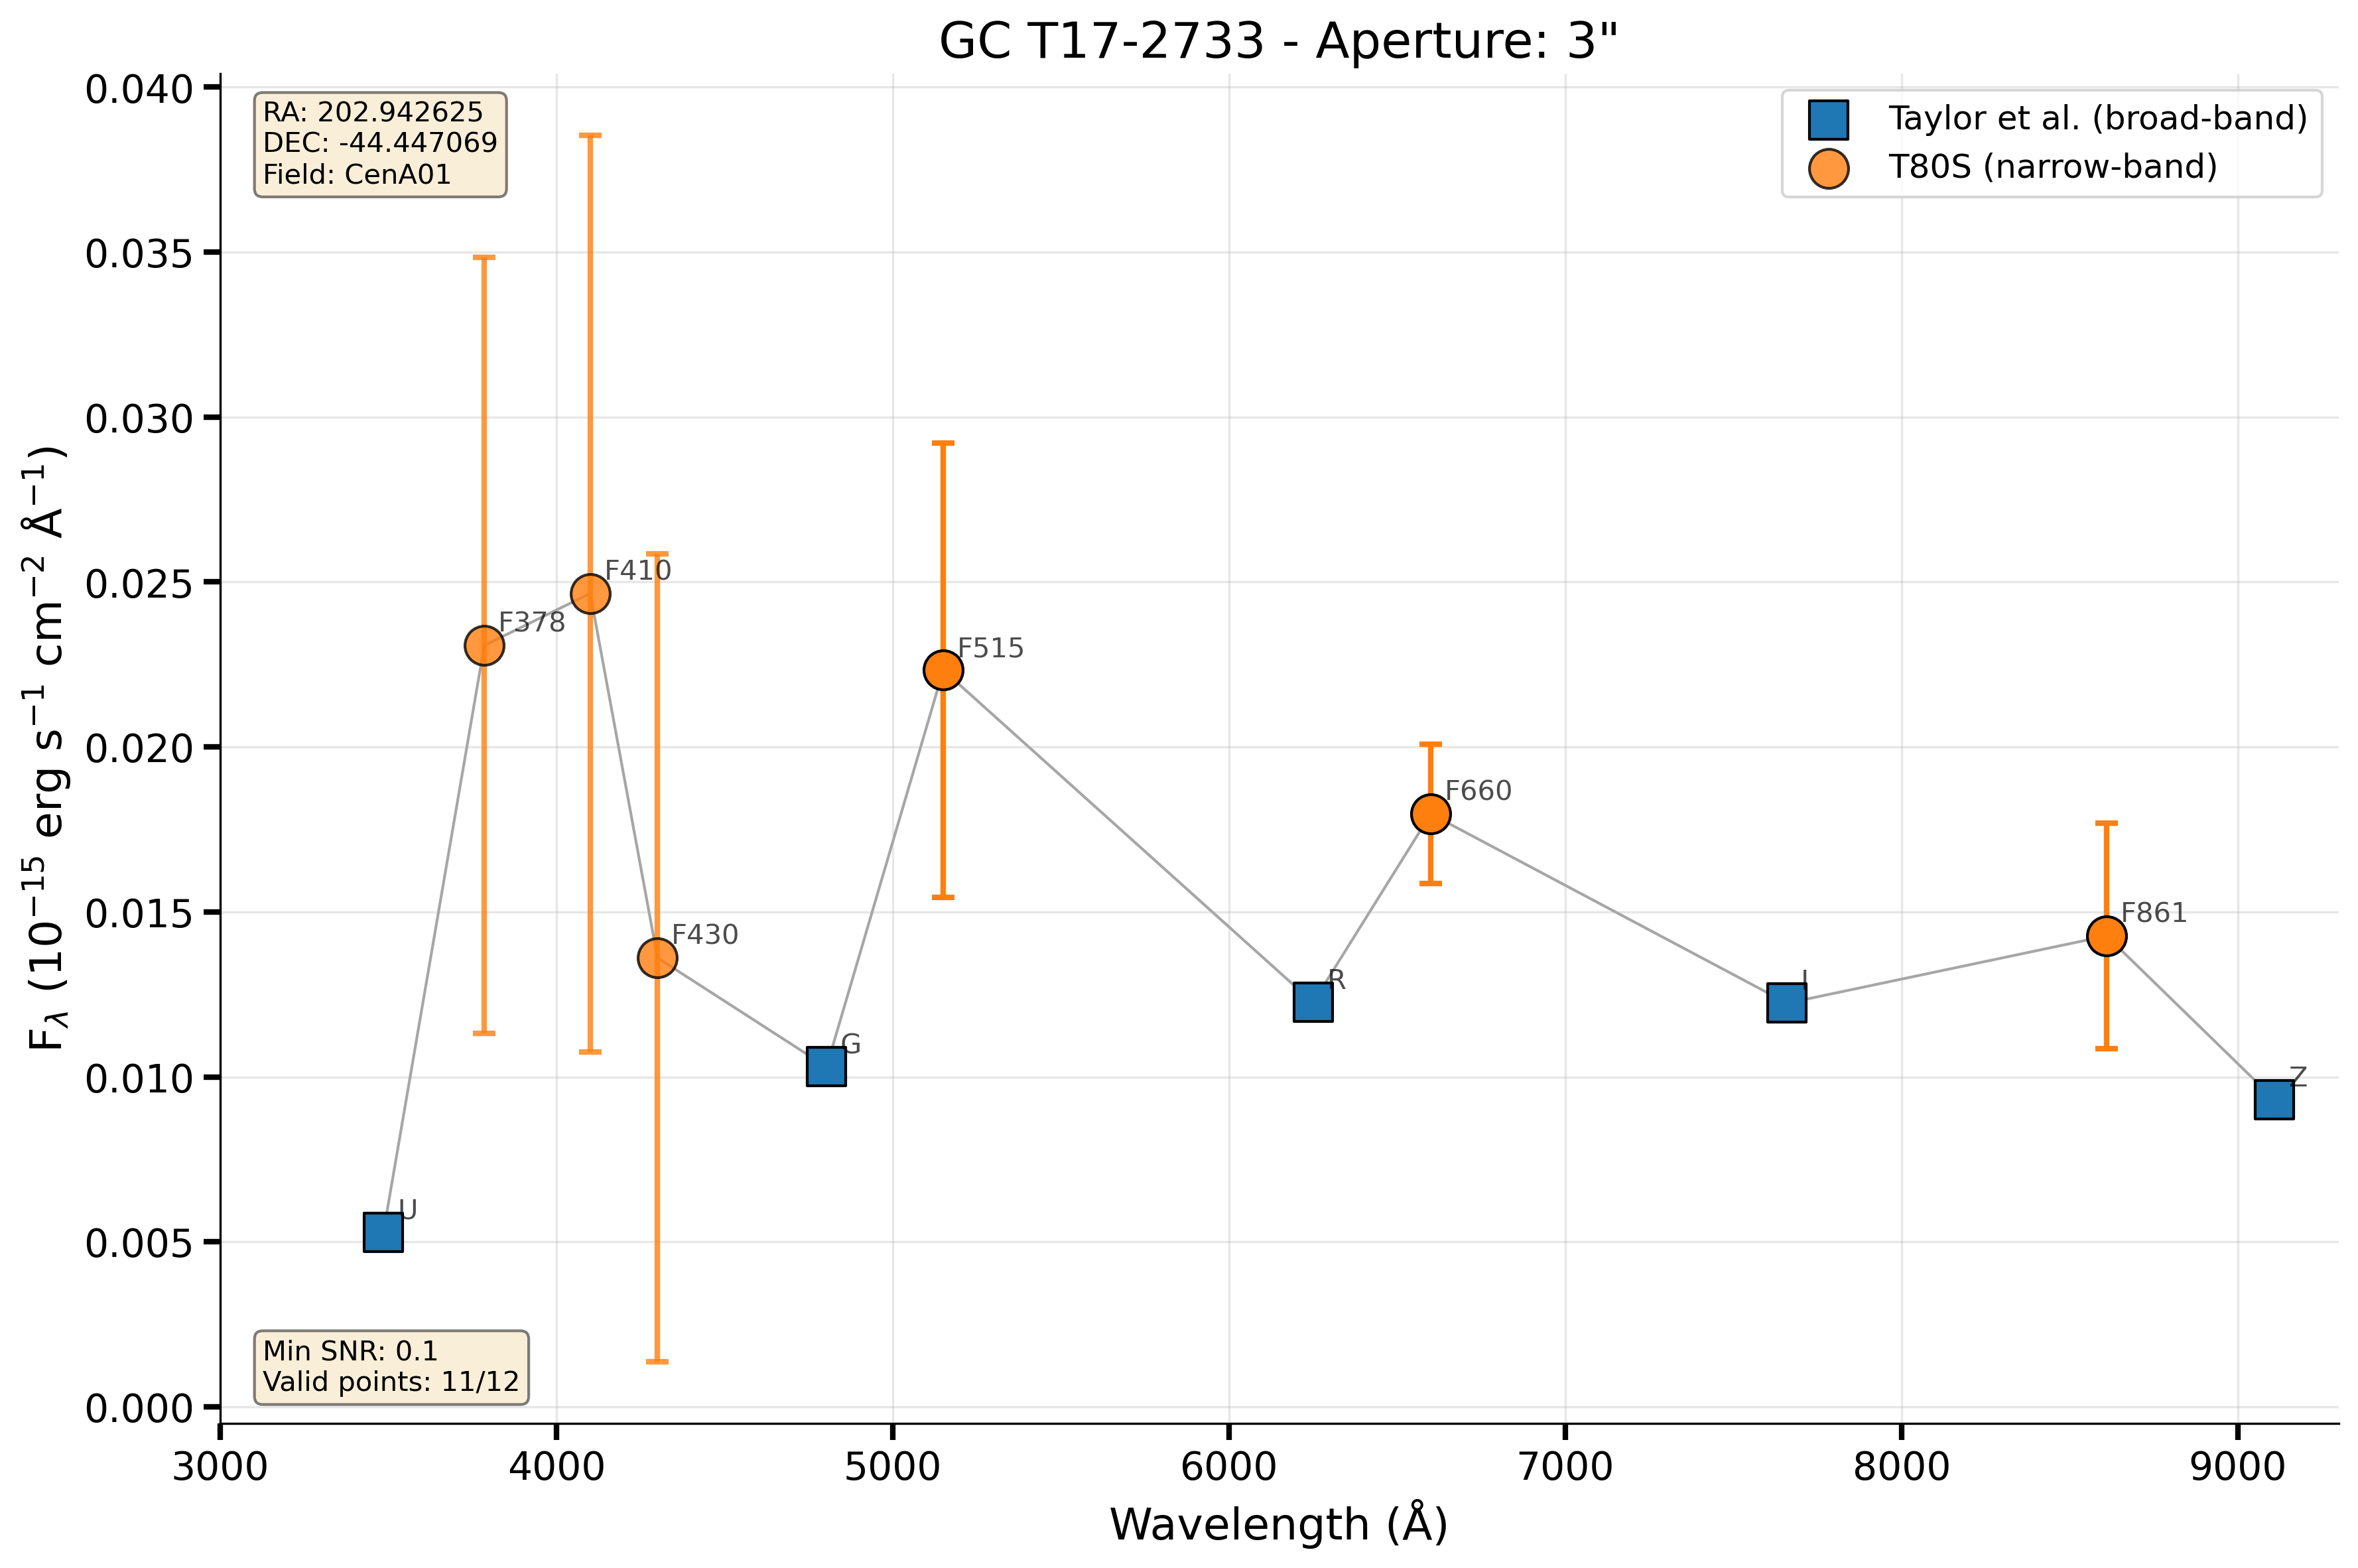 GC T17-2733 - Aperture: 3"
RA: 202.942625
DEC: -44.447069
Field: CenA01
Taylor et al. (broad-band)
T80S (narrow-band)
0.040
0.035
0.030
0.025
0.020
0.015
0.010
0.005
0.000
F_λ (10⁻¹⁵ erg s⁻¹ cm⁻² Å⁻¹)
U
F378
F410
F430
G
F515
R
F660
I
F861
Z
Min SNR: 0.1
Valid points: 11/12
3000 4000 5000 6000 7000 8000 9000
Wavelength (Å)